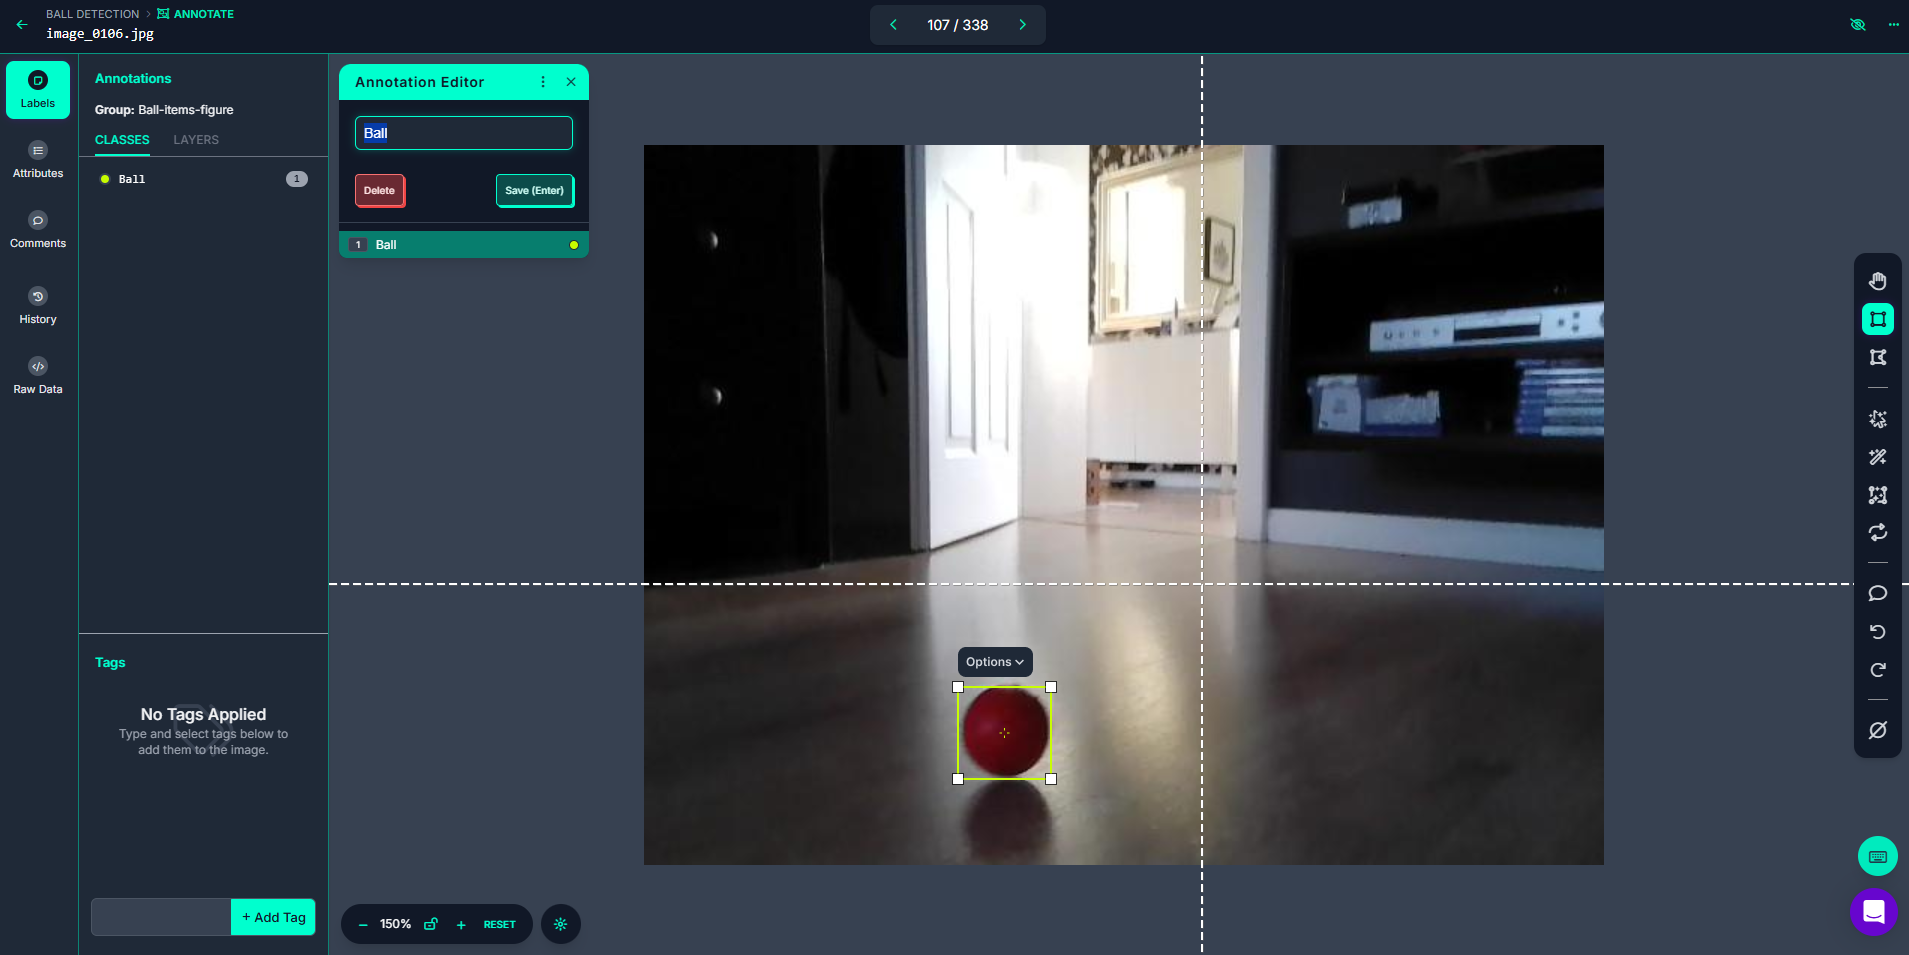 BALL DETECTION > ANNOTATE
image_0106.jpg
107 / 338
Labels
Attributes
Comments
History
Raw Data
Annotations
Group: Ball-items-figure
CLASSES LAYERS
Ball 1
Tags
No Tags Applied
Type and select tags below to
add them to the image.
+ Add Tag
Annotation Editor
Ball
Delete Save (Enter)
1 Ball
Options
150% RESET